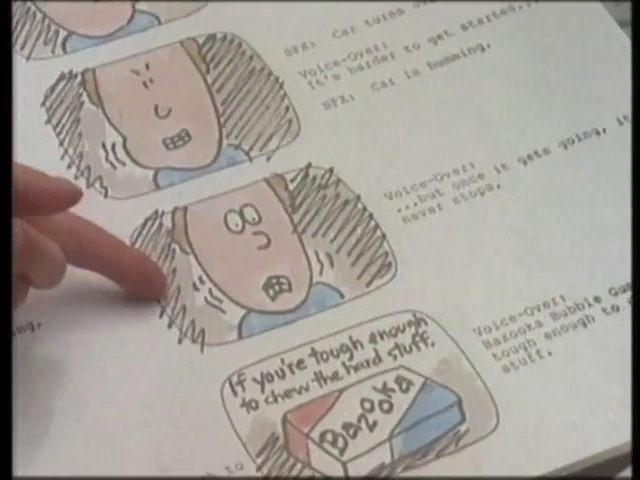 SFX: Car turns
Voice-Over:
It's harder to get started...
SFX: Car is humming.
Voice-Over:
...but once it gets going, it
never stops.
Voice-Over:
Bazooka Bubble Gum
tough enough to
stuff.
If you're tough enough
to chew the hard stuff.
Bazooka
to